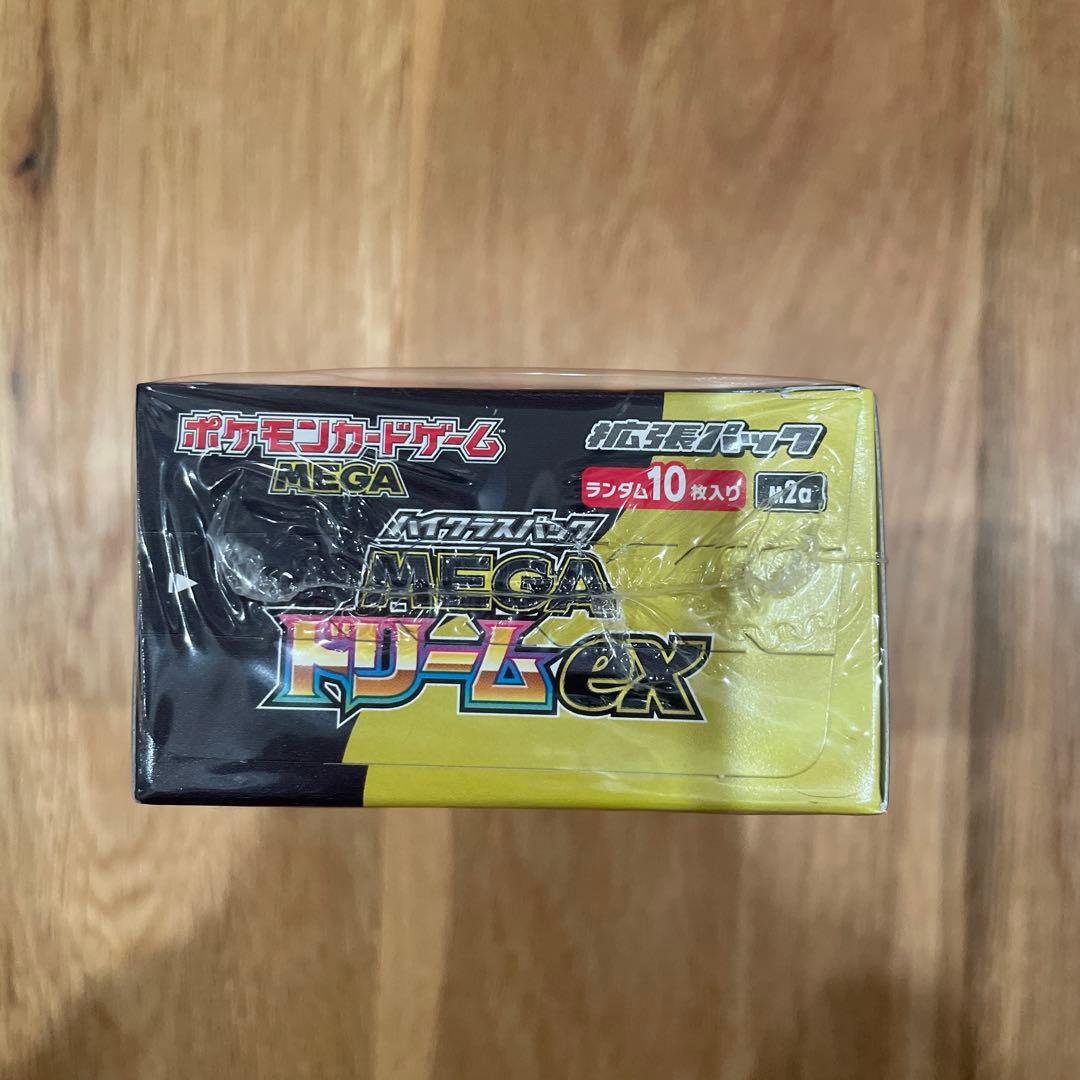 ポケモンカードゲーム™
MEGA
拡張パック
ランダム10枚入り
M2a
ハイクラスパック
MEGA
ドリームex